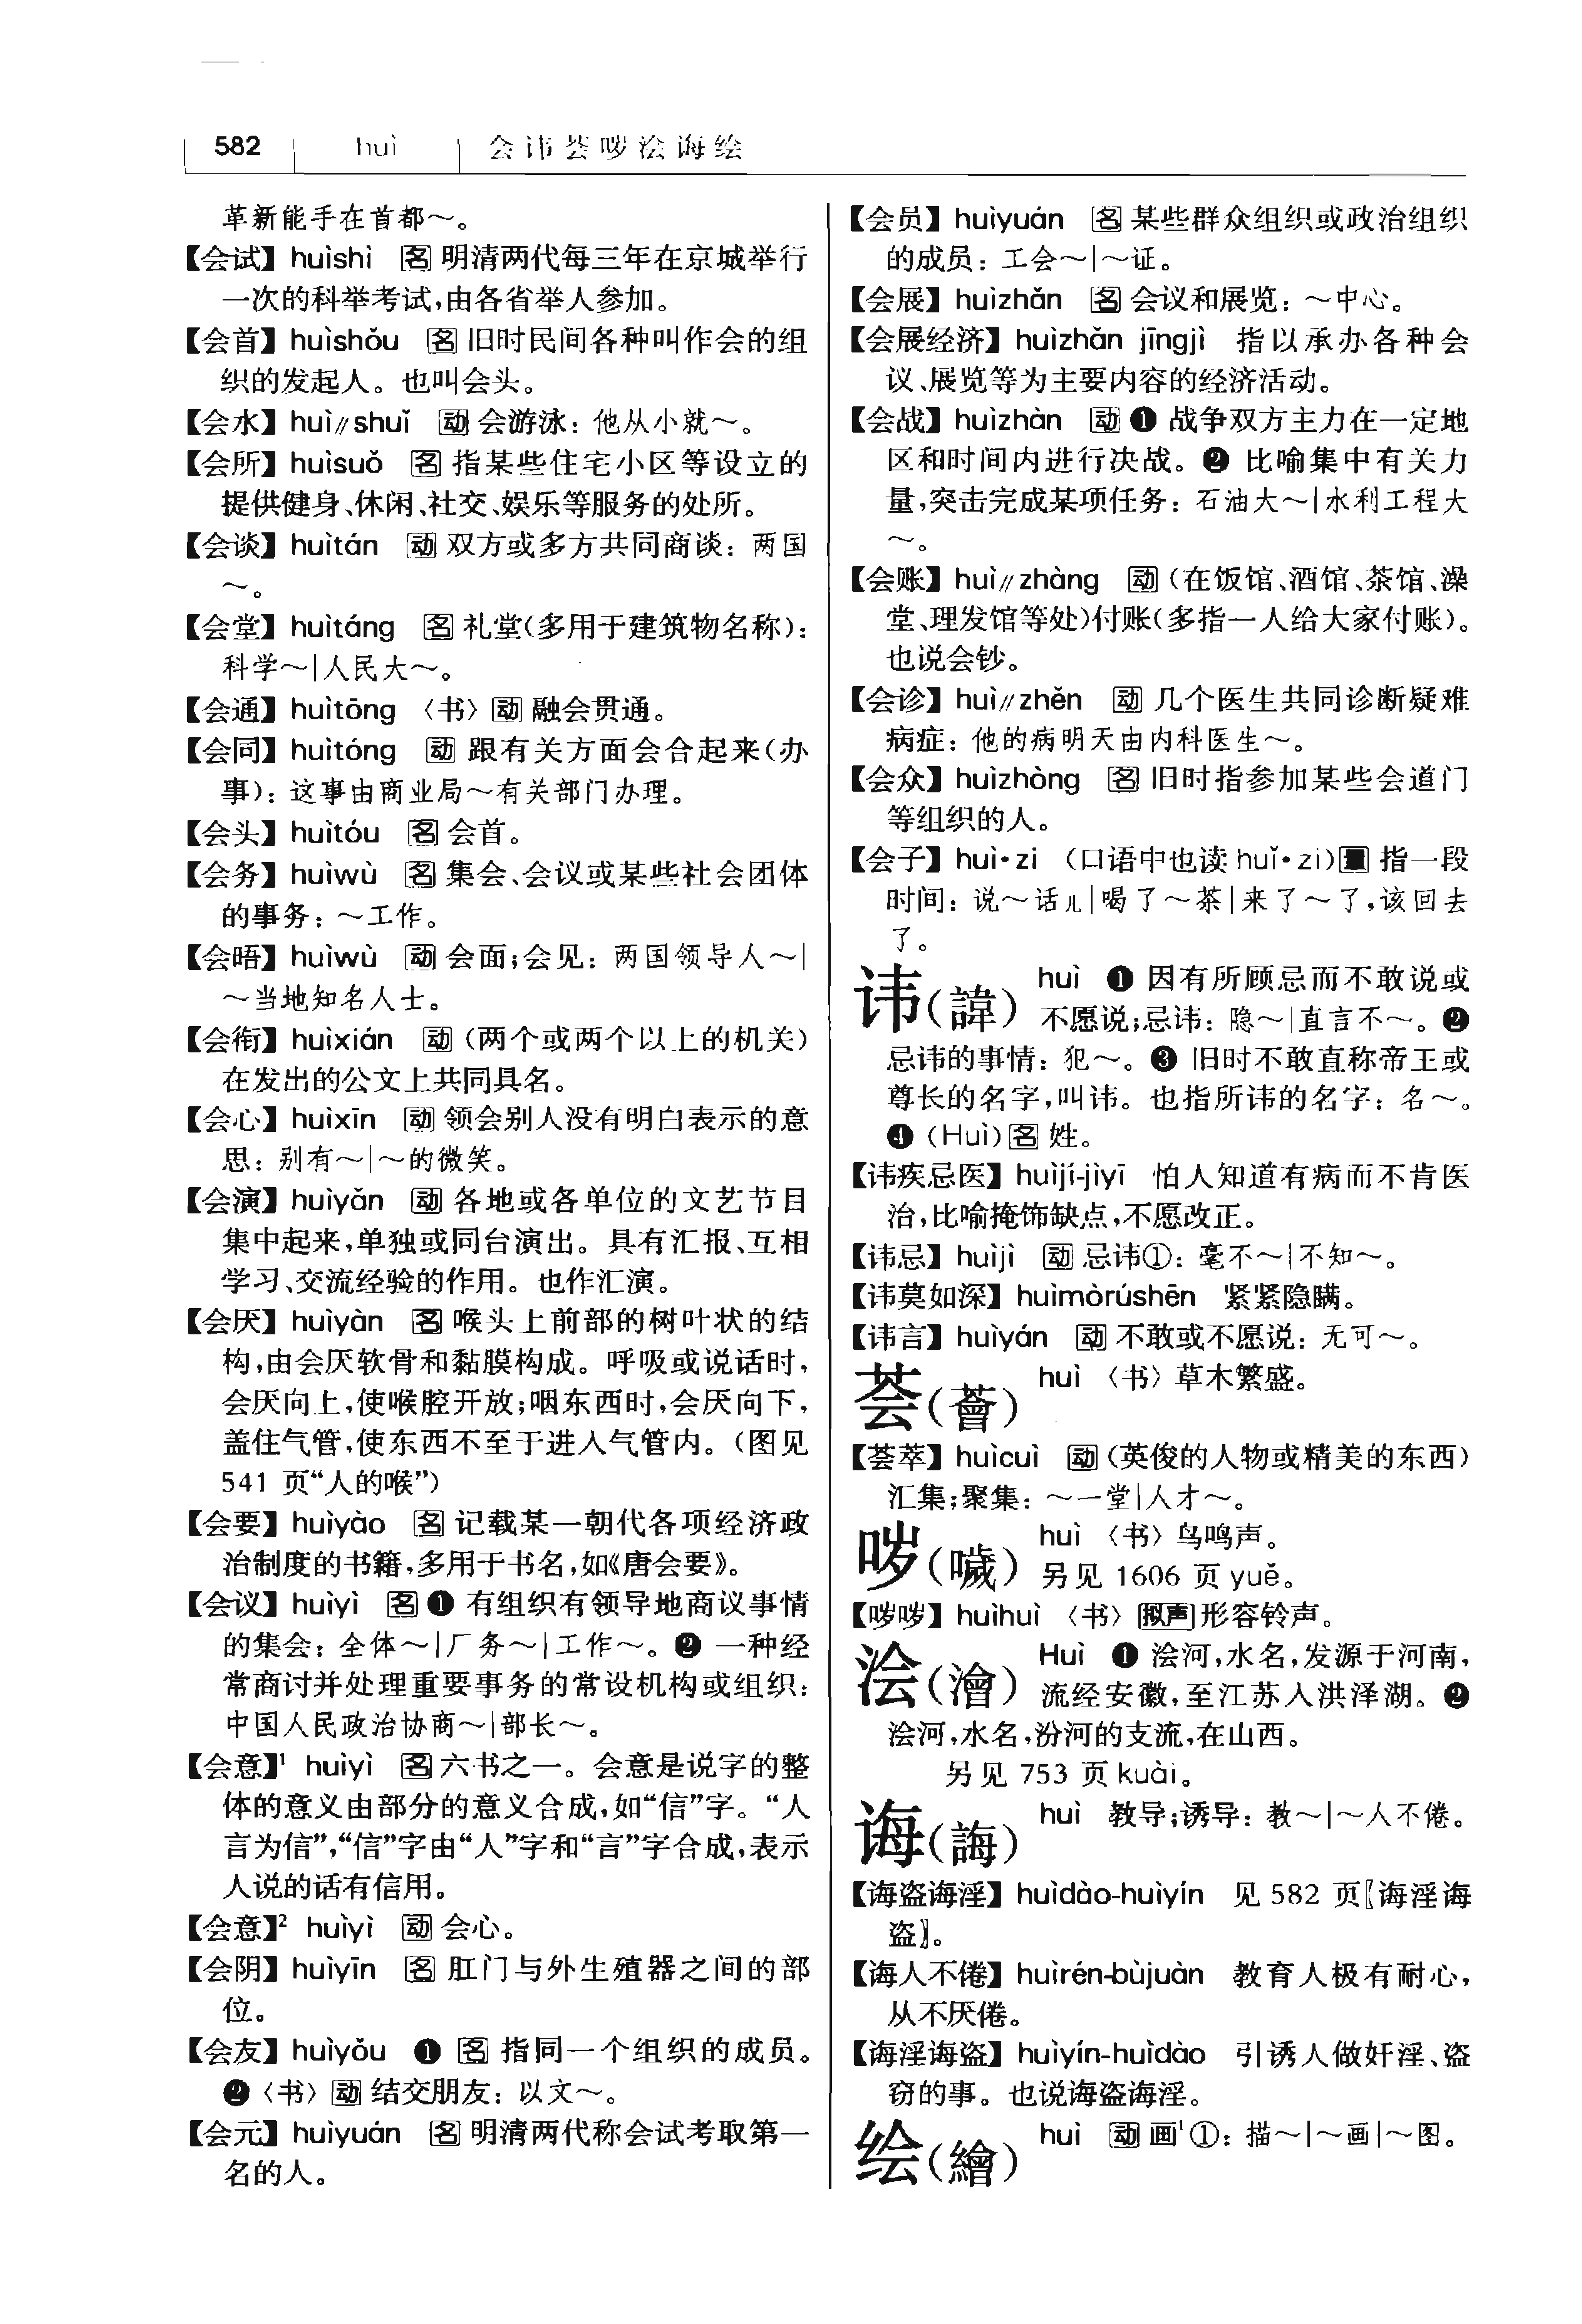 582 huì 会讳荟哕浍诲绘
革新能手在首都～。
【会试】huìshì 名 明清两代每三年在京城举行
一次的科举考试,由各省举人参加。
【会首】huìshǒu 名 旧时民间各种叫作会的组
织的发起人。也叫会头。
【会水】huì∥shuǐ 动 会游泳：他从小就～。
【会所】huìsuǒ 名 指某些住宅小区等设立的
提供健身、休闲、社交、娱乐等服务的处所。
【会谈】huìtán 动 双方或多方共同商谈：两国
～。
【会堂】huìtáng 名 礼堂(多用于建筑物名称)：
科学～|人民大～。
【会通】huìtōng 〈书〉动 融会贯通。
【会同】huìtóng 动 跟有关方面会合起来(办
事)：这事由商业局～有关部门办理。
【会头】huìtóu 名 会首。
【会务】huìwù 名 集会、会议或某些社会团体
的事务：～工作。
【会晤】huìwù 动 会面;会见：两国领导人～|
～当地知名人士。
【会衔】huìxián 动 (两个或两个以上的机关)
在发出的公文上共同具名。
【会心】huìxīn 动 领会别人没有明白表示的意
思：别有～|～的微笑。
【会演】huìyǎn 动 各地或各单位的文艺节目
集中起来,单独或同台演出。具有汇报、互相
学习、交流经验的作用。也作汇演。
【会厌】huìyàn 名 喉头上前部的树叶状的结
构,由会厌软骨和黏膜构成。呼吸或说话时,
会厌向上,使喉腔开放;咽东西时,会厌向下,
盖住气管,使东西不至于进入气管内。(图见
541 页“人的喉”)
【会要】huìyào 名 记载某一朝代各项经济政
治制度的书籍,多用于书名,如《唐会要》。
【会议】huìyì 名 ❶ 有组织有领导地商议事情
的集会：全体～|厂务～|工作～。❷ 一种经
常商讨并处理重要事务的常设机构或组织：
中国人民政治协商～|部长～。
【会意】¹ huìyì 名 六书之一。会意是说字的整
体的意义由部分的意义合成,如“信”字。“人
言为信”,“信”字由“人”字和“言”字合成,表示
人说的话有信用。
【会意】² huìyì 动 会心。
【会阴】huìyīn 名 肛门与外生殖器之间的部
位。
【会友】huìyǒu ❶ 名 指同一个组织的成员。
❷〈书〉动 结交朋友：以文～。
【会元】huìyuán 名 明清两代称会试考取第一
名的人。
【会员】huìyuán 名 某些群众组织或政治组织
的成员：工会～|～证。
【会展】huìzhǎn 名 会议和展览：～中心。
【会展经济】huìzhǎn jīngjì 指以承办各种会
议、展览等为主要内容的经济活动。
【会战】huìzhàn 动 ❶ 战争双方主力在一定地
区和时间内进行决战。❷ 比喻集中有关力
量,突击完成某项任务：石油大～|水利工程大
～。
【会账】huì∥zhàng 动 (在饭馆、酒馆、茶馆、澡
堂、理发馆等处)付账(多指一人给大家付账)。
也说会钞。
【会诊】huì∥zhěn 动 几个医生共同诊断疑难
病症：他的病明天由内科医生～。
【会众】huìzhòng 名 旧时指参加某些会道门
等组织的人。
【会子】huì·zi (口语中也读 huǐ·zi)量 指一段
时间：说～话儿|喝了～茶|来了～了,该回去
了。
讳(諱) huì ❶ 因有所顾忌而不敢说或
不愿说;忌讳：隐～|直言不～。❷
忌讳的事情：犯～。❸ 旧时不敢直称帝王或
尊长的名字,叫讳。也指所讳的名字：名～。
❹ (Huì)名 姓。
【讳疾忌医】huìjí-jìyī 怕人知道有病而不肯医
治,比喻掩饰缺点,不愿改正。
【讳忌】huìjì 动 忌讳①：毫不～|不知～。
【讳莫如深】huìmòrúshēn 紧紧隐瞒。
【讳言】huìyán 动 不敢或不愿说：无可～。
荟(薈) huì 〈书〉草木繁盛。
【荟萃】huìcuì 动 (英俊的人物或精美的东西)
汇集;聚集：～一堂|人才～。
哕(噦) huì 〈书〉鸟鸣声。
另见 1606 页 yuě。
【哕哕】huìhuì 〈书〉拟声 形容铃声。
浍(澮) Huì ❶ 浍河,水名,发源于河南,
流经安徽,至江苏入洪泽湖。❷
浍河,水名,汾河的支流,在山西。
另见 753 页 kuài。
诲(誨) huì 教导;诱导：教～|～人不倦。
【诲盗诲淫】huìdào-huìyín 见 582 页〖诲淫诲
盗〗。
【诲人不倦】huìrén-bùjuàn 教育人极有耐心,
从不厌倦。
【诲淫诲盗】huìyín-huìdào 引诱人做奸淫、盗
窃的事。也说诲盗诲淫。
绘(繪) huì 动 画¹①：描～|～画|～图。